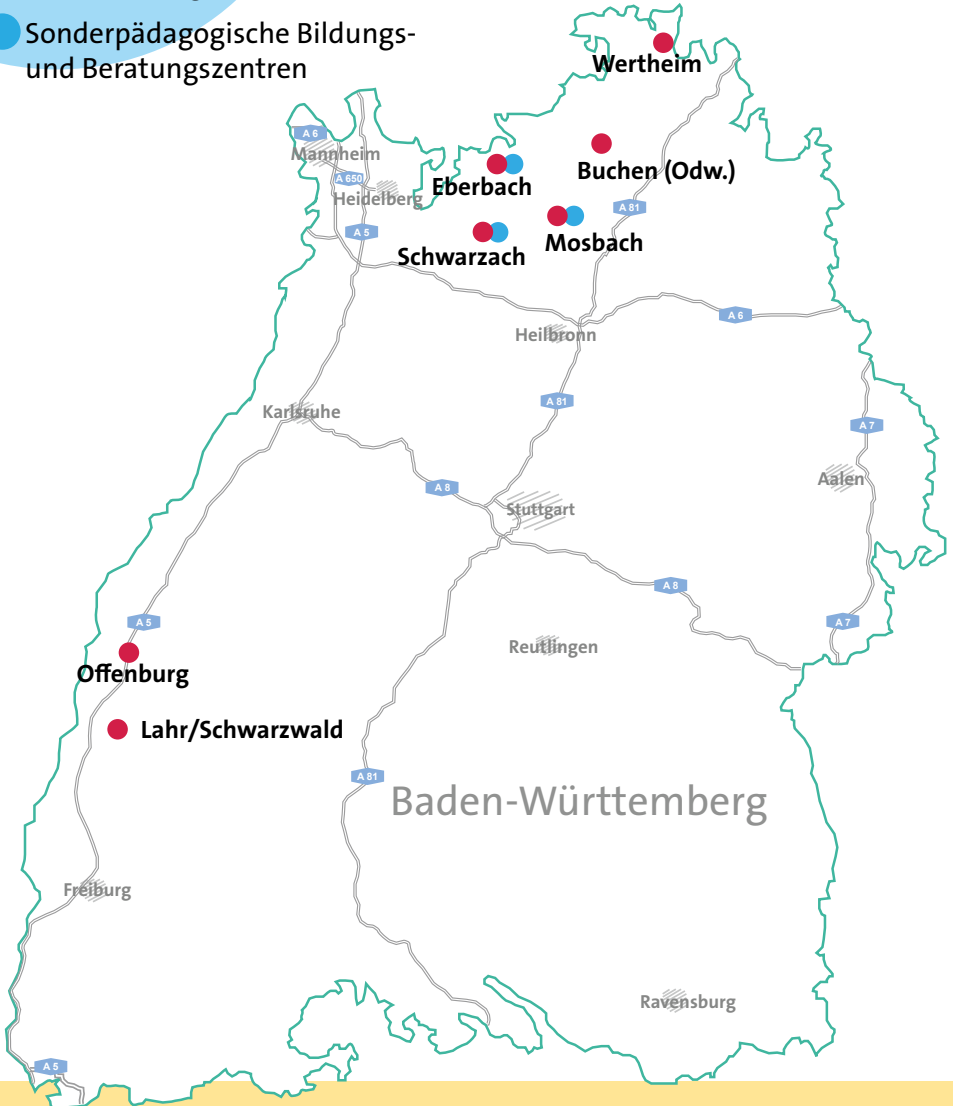 Sonderpädagogische Bildungs-
und Beratungszentren
Wertheim
A 6
Mannheim
Buchen (Odw.)
A 650
Eberbach
Heidelberg
A 81
A 5
Mosbach
Schwarzach
A 6
Heilbronn
A 81
Karlsruhe
A 7
Aalen
A 8
Stuttgart
A 8
A 5
A 7
Reutlingen
Offenburg
Lahr/Schwarzwald
A 81
Baden-Württemberg
Freiburg
Ravensburg
A 5